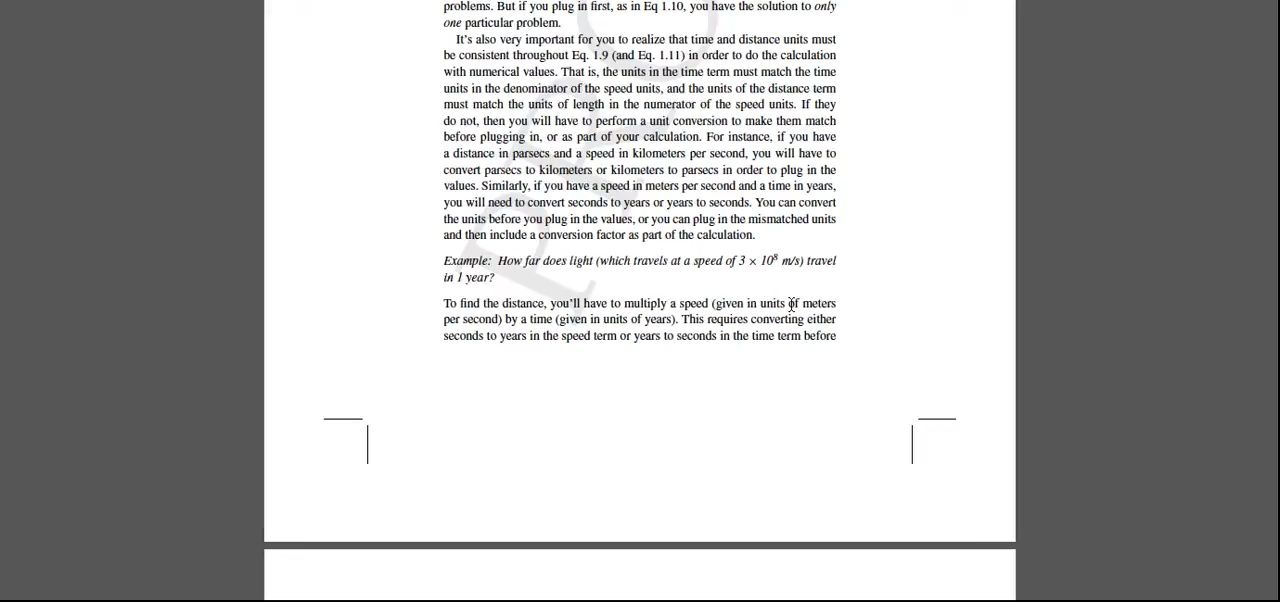 problems. But if you plug in first, as in Eq 1.10, you have the solution to only
one particular problem.
It's also very important for you to realize that time and distance units must
be consistent throughout Eq. 1.9 (and Eq. 1.11) in order to do the calculation
with numerical values. That is, the units in the time term must match the time
units in the denominator of the speed units, and the units of the distance term
must match the units of length in the numerator of the speed units. If they
do not, then you will have to perform a unit conversion to make them match
before plugging in, or as part of your calculation. For instance, if you have
a distance in parsecs and a speed in kilometers per second, you will have to
convert parsecs to kilometers or kilometers to parsecs in order to plug in the
values. Similarly, if you have a speed in meters per second and a time in years,
you will need to convert seconds to years or years to seconds. You can convert
the units before you plug in the values, or you can plug in the mismatched units
and then include a conversion factor as part of the calculation.
Example: How far does light (which travels at a speed of 3 × 10⁸ m/s) travel
in 1 year?
To find the distance, you'll have to multiply a speed (given in units of meters
per second) by a time (given in units of years). This requires converting either
seconds to years in the speed term or years to seconds in the time term before